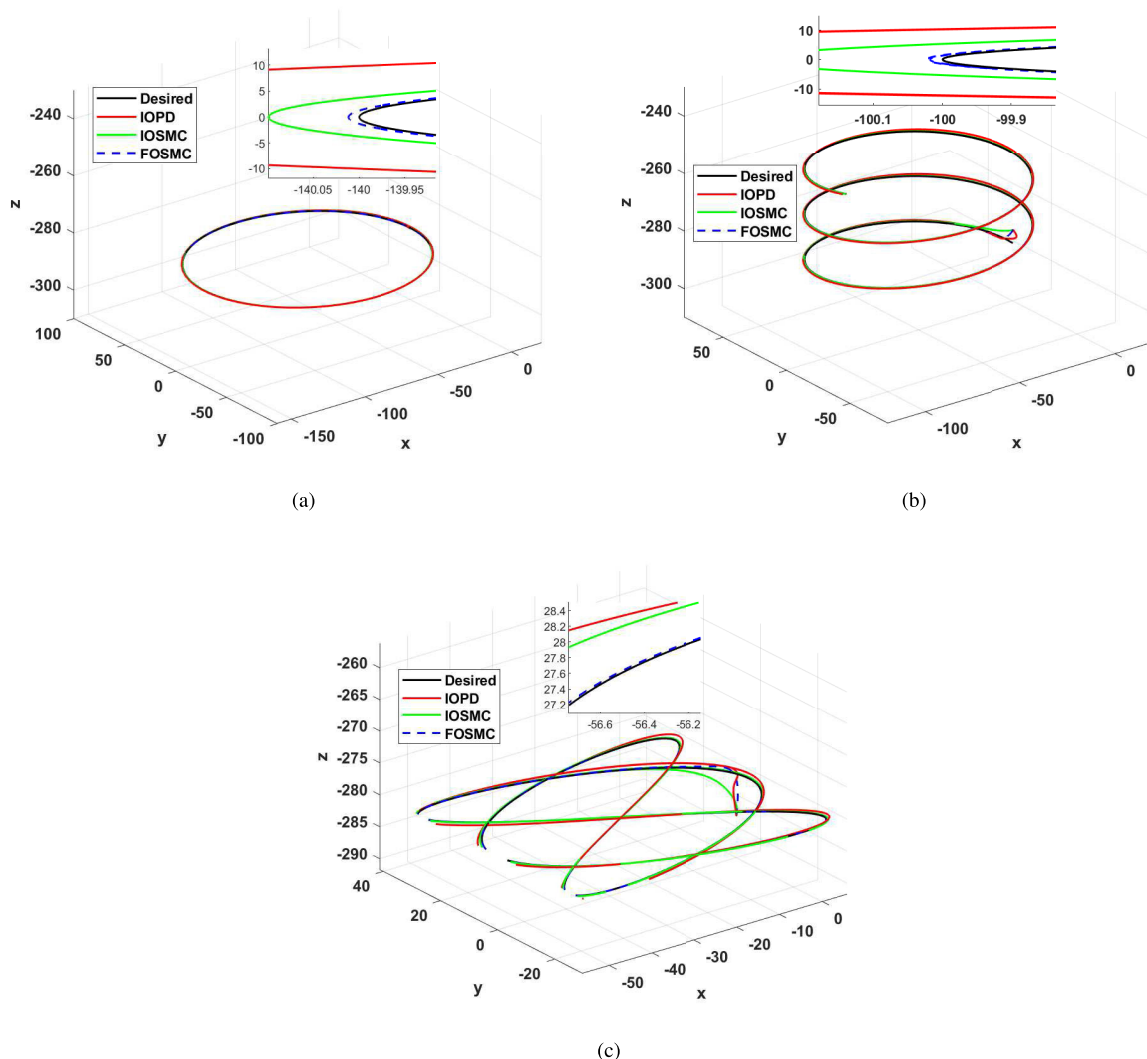 10
5
0
-5
-10
-140.05
-140
-139.95
Desired
IOPD
IOSMC
FOSMC
-240
-260
-280
-300
z
100
50
0
-50
-100
y
-150
-100
-50
0
x
(a)
10
0
-10
-100.1
-100
-99.9
Desired
IOPD
IOSMC
FOSMC
-240
-260
-280
-300
z
50
0
-50
y
-100
-50
0
x
(b)
28.4
28.2
28
27.8
27.6
27.4
27.2
-56.6
-56.4
-56.2
Desired
IOPD
IOSMC
FOSMC
-260
-265
-270
-275
-280
-285
-290
z
40
20
0
-20
y
-50
-40
-30
-20
-10
0
x
(c)